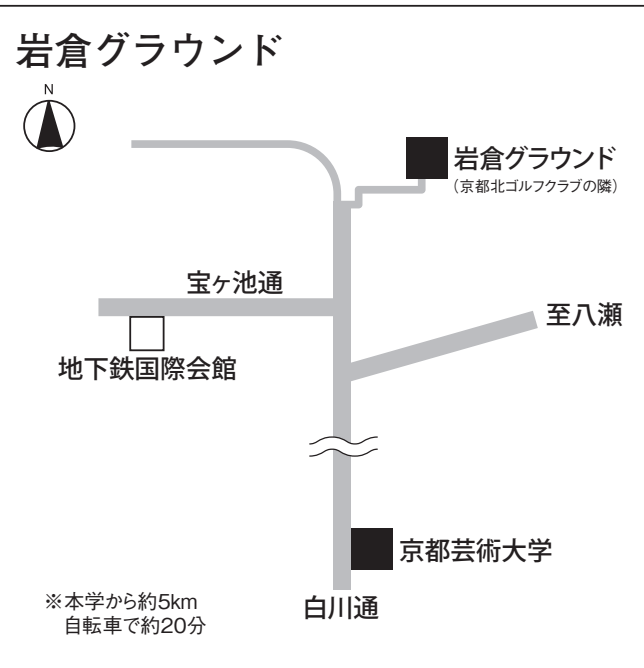 岩倉グラウンド
N
岩倉グラウンド
（京都北ゴルフクラブの隣）
宝ヶ池通
至八瀬
地下鉄国際会館
京都芸術大学
※本学から約5km
自転車で約20分
白川通